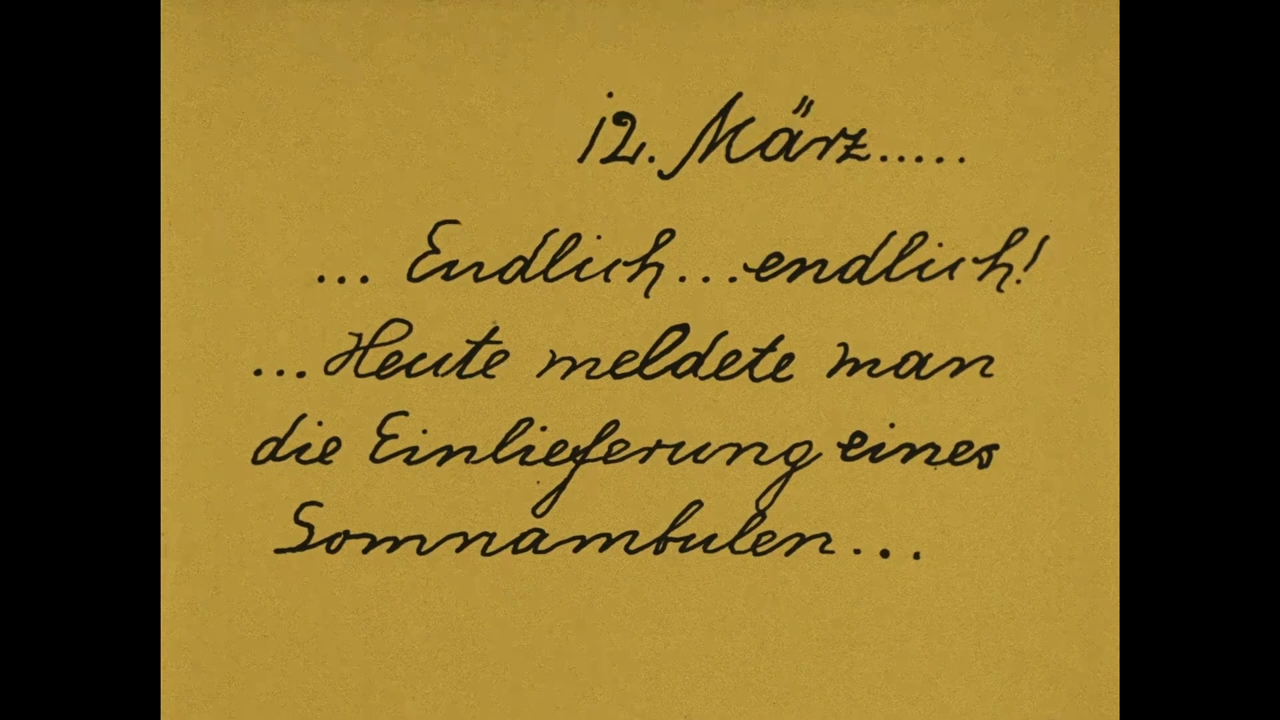 12. März.....
... Endlich...endlich!
...Heute meldete man
die Einlieferung eines
Somnambulen...